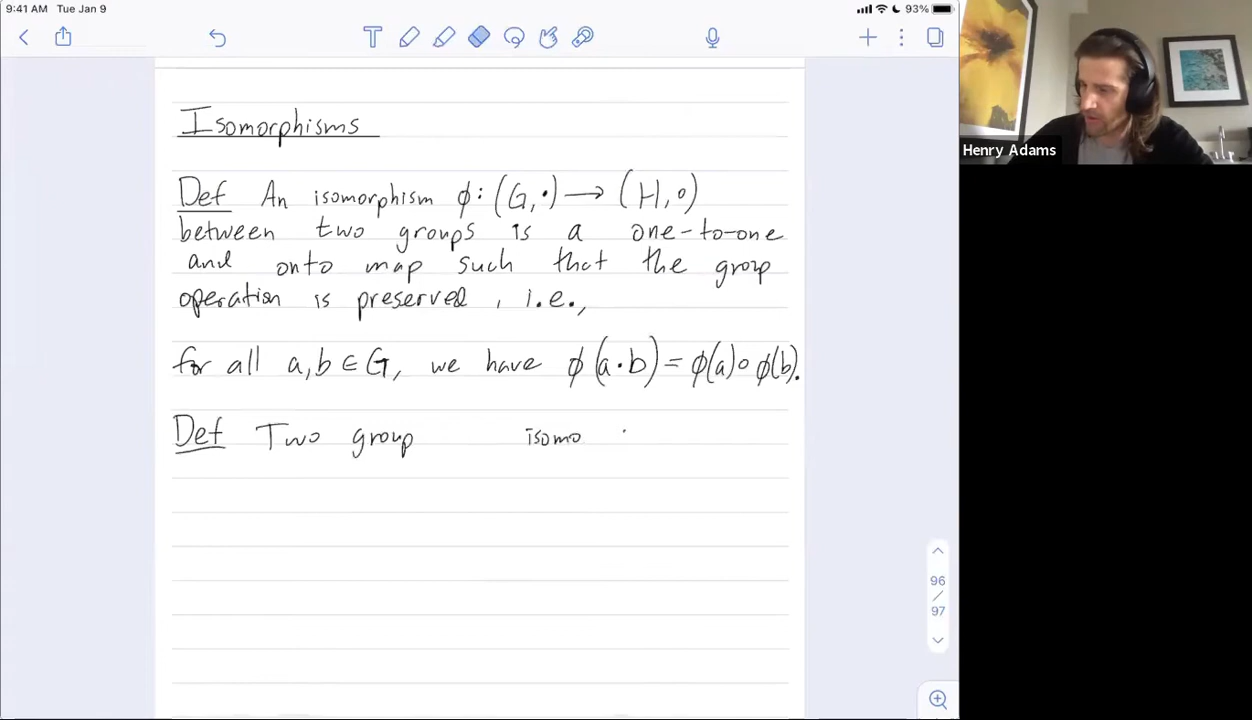 9:41 AM Tue Jan 9
93%
Isomorphisms
Def An isomorphism ϕ: (G, •) → (H, ∘)
between two groups is a one-to-one
and onto map such that the group
operation is preserved, i.e.,
for all a, b ∈ G, we have ϕ(a • b) = ϕ(a) ∘ ϕ(b).
Def Two group isomo
96
/
97
Henry Adams